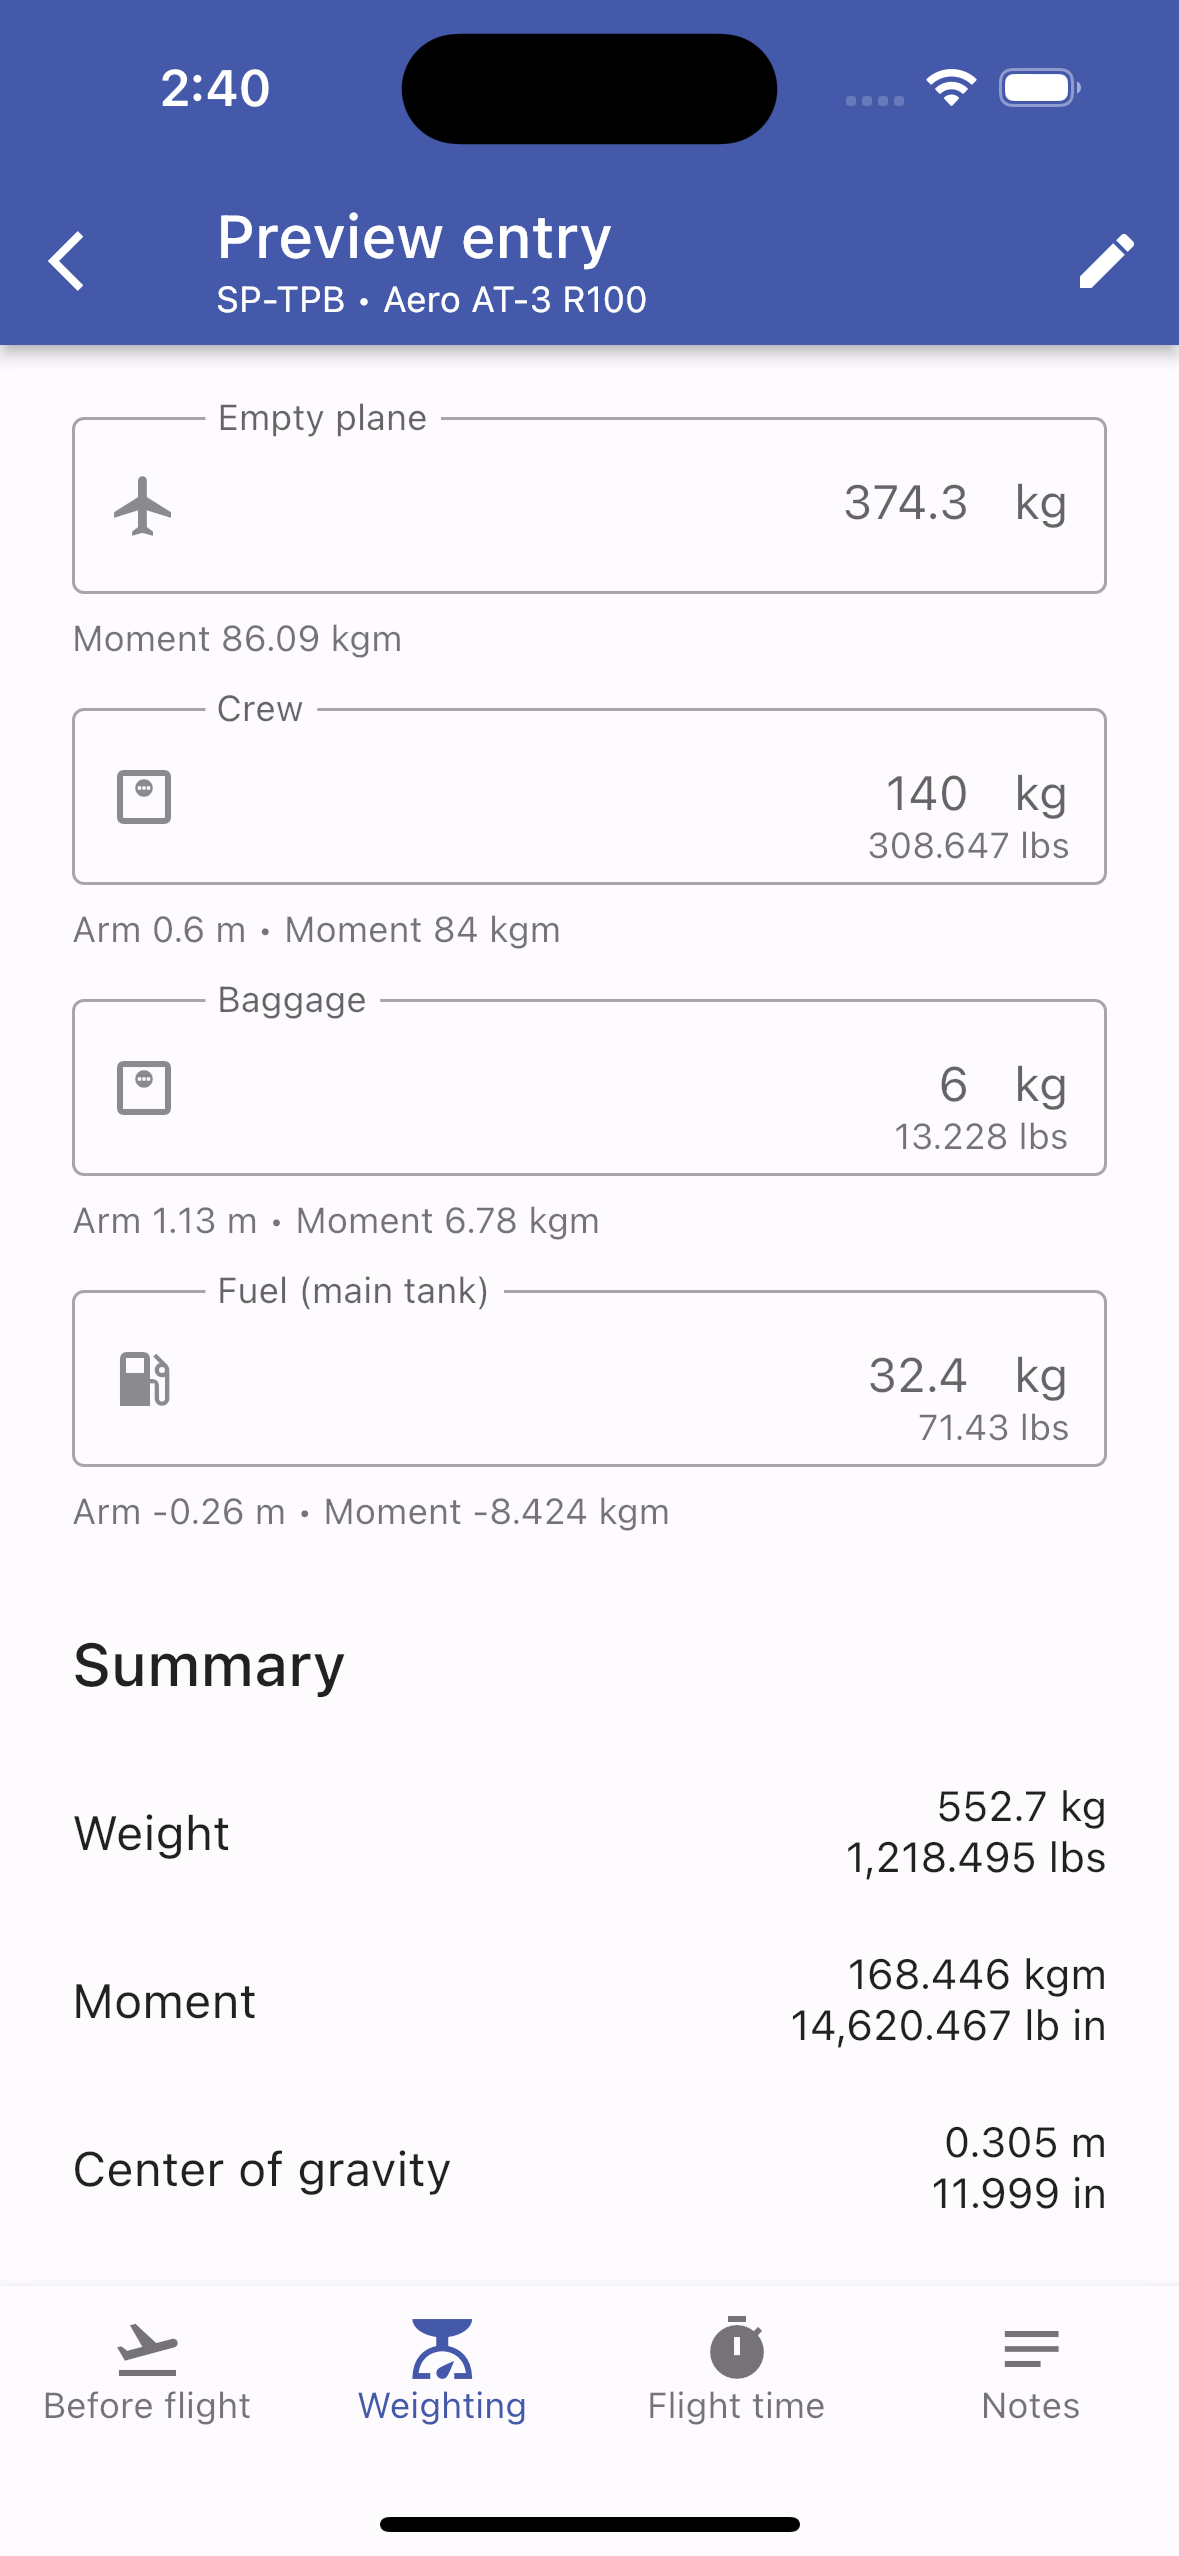 2:40
Preview entry
SP-TPB • Aero AT-3 R100
Empty plane
374.3 kg
Moment 86.09 kgm
Crew
140 kg
308.647 lbs
Arm 0.6 m • Moment 84 kgm
Baggage
6 kg
13.228 lbs
Arm 1.13 m • Moment 6.78 kgm
Fuel (main tank)
32.4 kg
71.43 lbs
Arm -0.26 m • Moment -8.424 kgm
Summary
Weight
552.7 kg
1,218.495 lbs
Moment
168.446 kgm
14,620.467 lb in
Center of gravity
0.305 m
11.999 in
Before flight
Weighting
Flight time
Notes